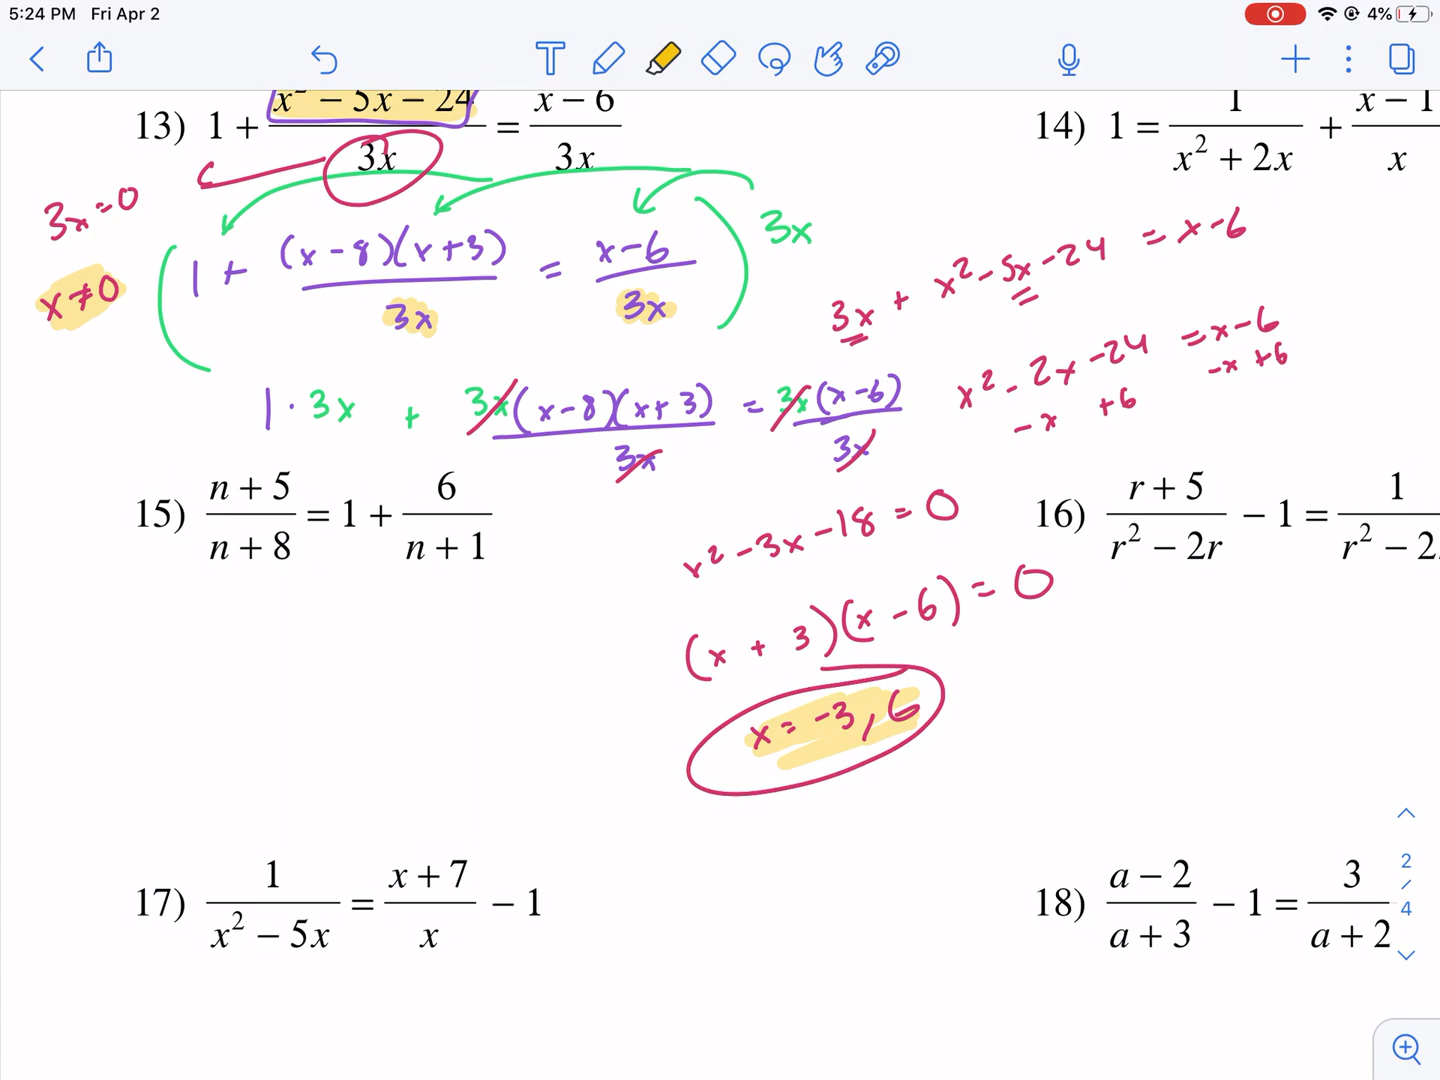 5:24 PM Fri Apr 2
4%
13) 1 + (x² − 5x − 24)/(3x) = (x − 6)/(3x)
14) 1 = 1/(x² + 2x) + (x − 1)/x
3x = 0
x ≠ 0
(1 + (x-8)(x+3)/3x = x-6/3x) 3x
3x + x² - 5x - 24 = x - 6
x² - 2x - 24 = x - 6
-x +6 -x +6
1 · 3x + 3x(x-8)(x+3)/3x = 3x(x-6)/3x
15) (n + 5)/(n + 8) = 1 + 6/(n + 1)
16) (r + 5)/(r² − 2r) − 1 = 1/(r² − 2
x² - 3x - 18 = 0
(x + 3)(x - 6) = 0
x = -3, 6
17) 1/(x² − 5x) = (x + 7)/x − 1
18) (a − 2)/(a + 3) − 1 = 3/(a + 2)
2/4